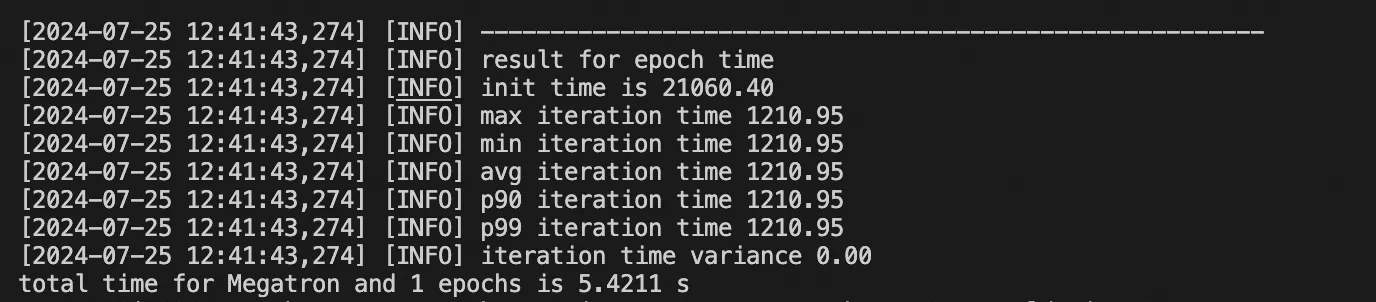 [2024-07-25 12:41:43,274] [INFO] --------------------------------------------------------
[2024-07-25 12:41:43,274] [INFO] result for epoch time
[2024-07-25 12:41:43,274] [INFO] init time is 21060.40
[2024-07-25 12:41:43,274] [INFO] max iteration time 1210.95
[2024-07-25 12:41:43,274] [INFO] min iteration time 1210.95
[2024-07-25 12:41:43,274] [INFO] avg iteration time 1210.95
[2024-07-25 12:41:43,274] [INFO] p90 iteration time 1210.95
[2024-07-25 12:41:43,274] [INFO] p99 iteration time 1210.95
[2024-07-25 12:41:43,274] [INFO] iteration time variance 0.00
total time for Megatron and 1 epochs is 5.4211 s